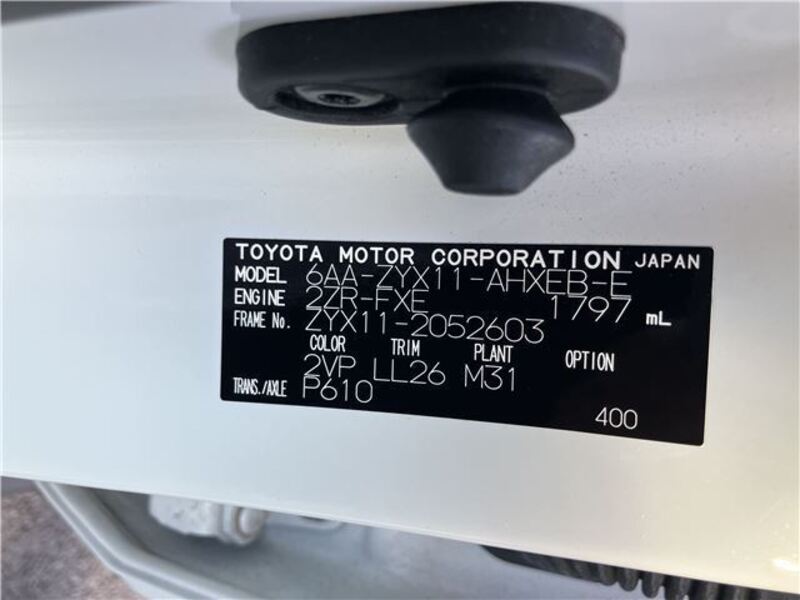 TOYOTA MOTOR CORPORATION JAPAN
MODEL 6AA-ZYX11-AHXEB-E
ENGINE 2ZR-FXE 1797 mL
FRAME No. ZYX11-2052603
COLOR TRIM PLANT OPTION
2VP LL26 M31
TRANS./AXLE P610
400